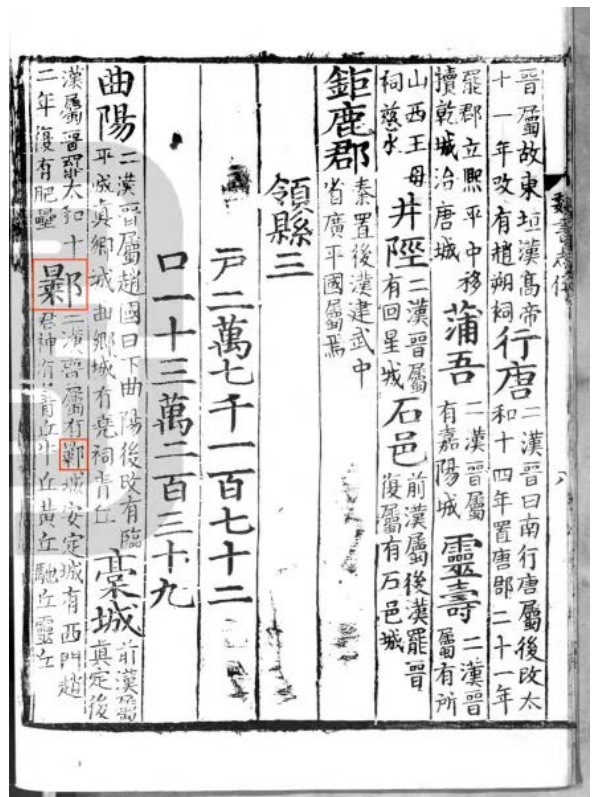 晉屬故東垣漢高帝
十一年改有趙朔祠
行唐
二漢晉曰南行唐屬後改太
和十四年置唐郡二十一年
罷郡立熙平中移
犢乾城治唐城
蒲吾
二漢晉屬
有嘉陽城
靈壽
二漢晉
屬有所
山西王母
祠慈水
井陘
二漢晉屬
有回星城
石邑
前漢屬後漢罷晉
復屬有石邑城
鉅鹿郡
秦置後漢建武中
省廣平國屬焉
領縣三
戶二萬七千一百七十二
口一十三萬二百三十九
曲陽
二漢晉屬趙國曰下曲陽後改有臨
平城真鄉城曲鄉城有堯祠青丘
槀城
前漢屬
真定後
漢屬晉罷太和十
二年復有肥壘
鄡
二漢晉屬有鄡城安定城有西門趙
君神有青丘牛丘黃丘馳丘靈丘